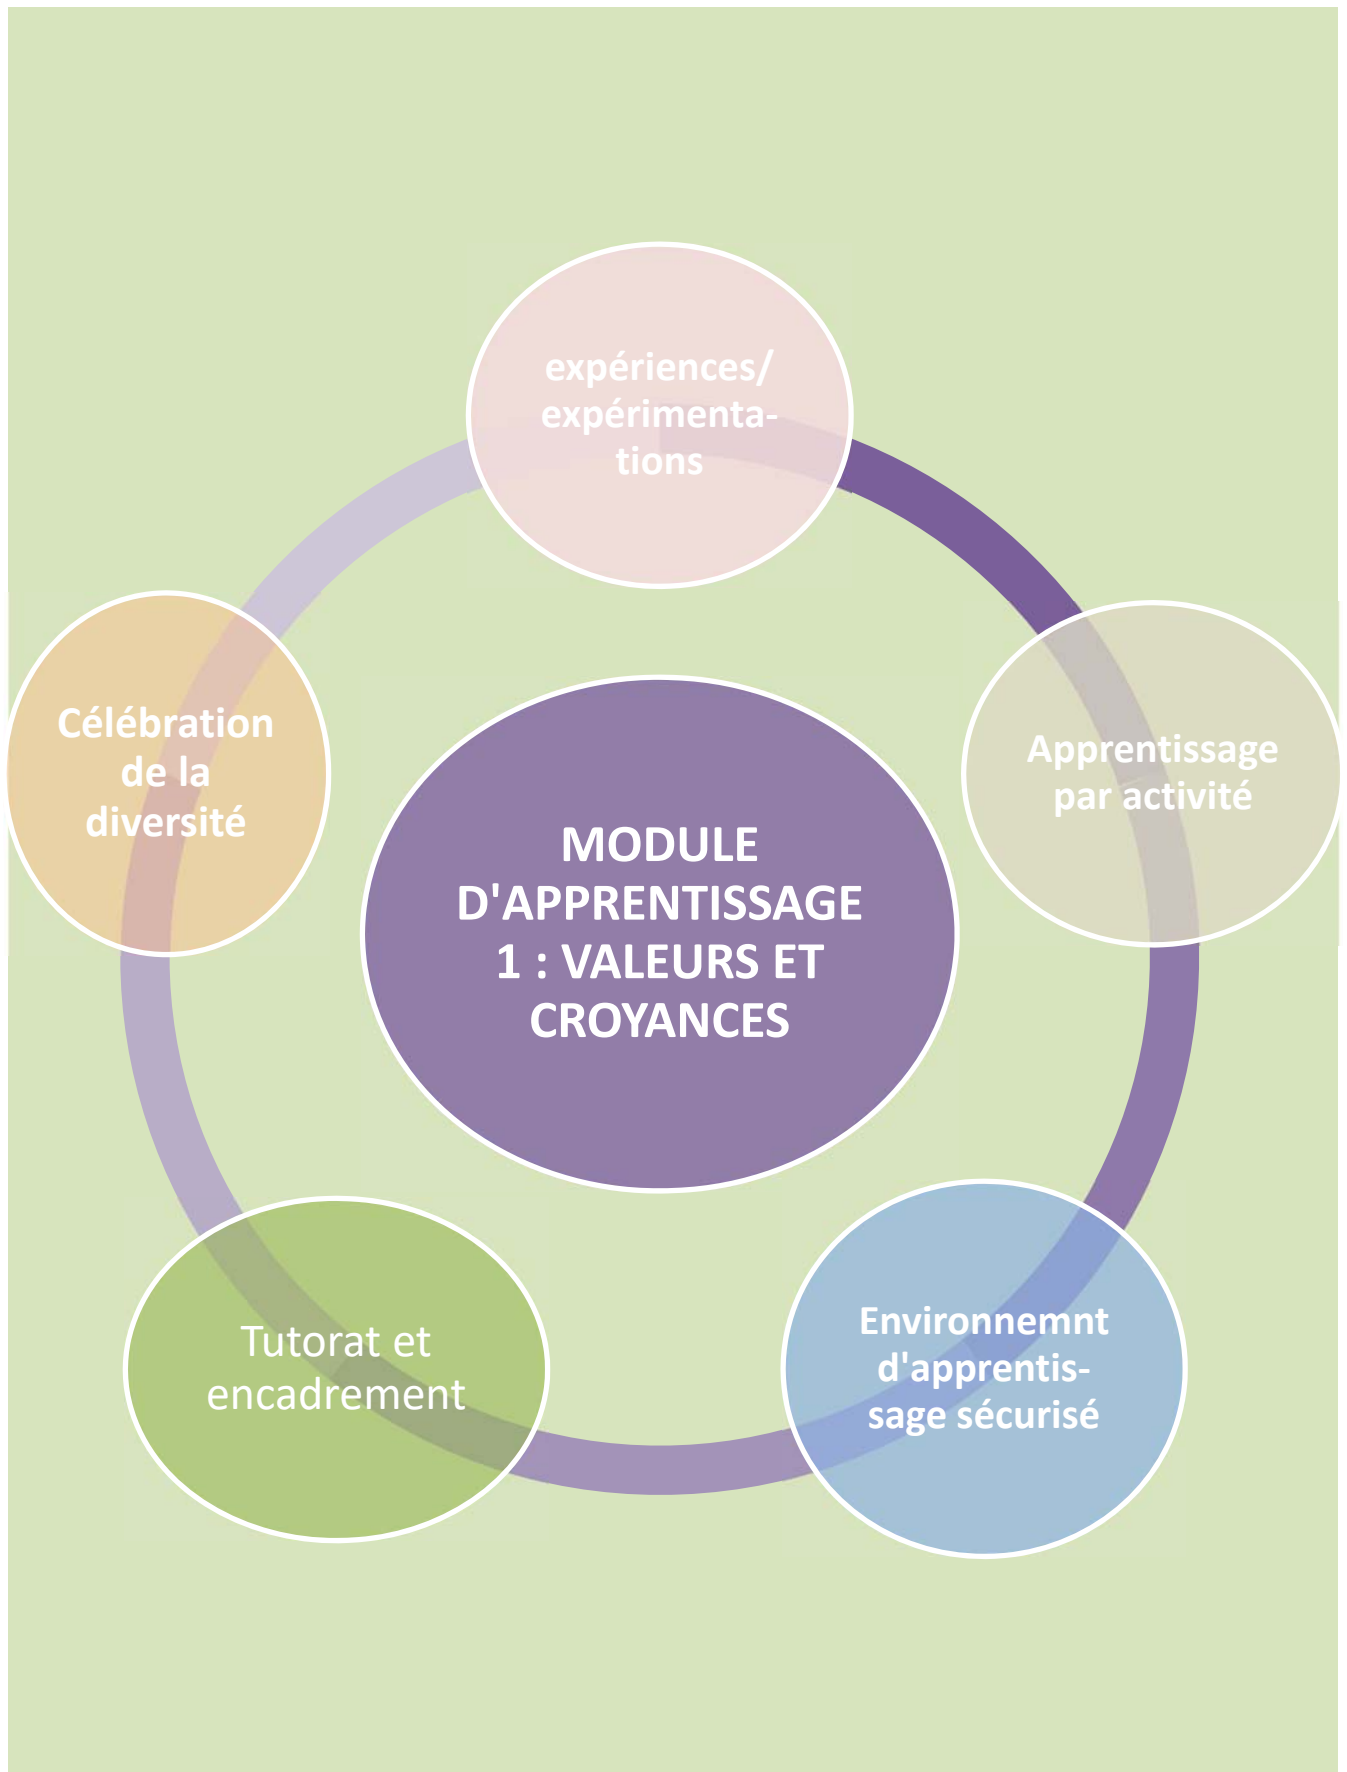 expériences/
expérimenta-
tions
Apprentissage
par activité
Environnemnt
d'apprentis-
sage sécurisé
Tutorat et
encadrement
Célébration
de la
diversité
MODULE
D'APPRENTISSAGE
1 : VALEURS ET
CROYANCES